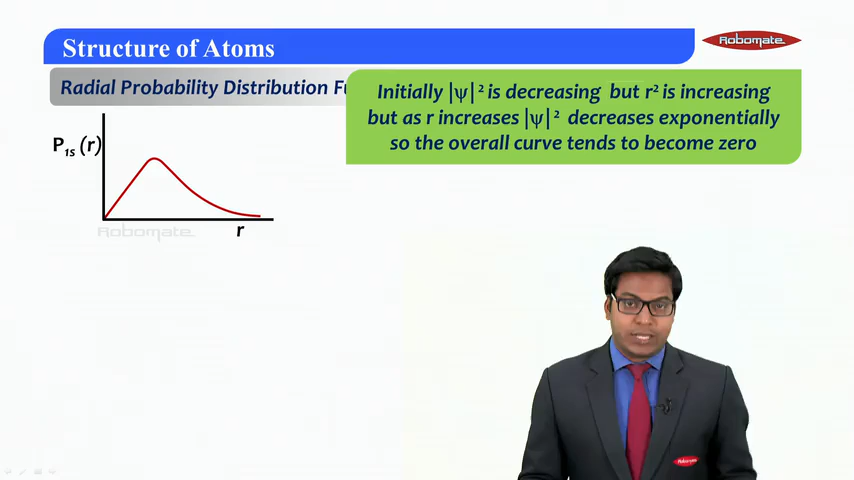 Structure of Atoms
Robomate
Radial Probability Distribution Fu
Initially |ψ|² is decreasing but r² is increasing
but as r increases |ψ|² decreases exponentially
so the overall curve tends to become zero
P₁ₛ (r)
Robomate
r
Robomate